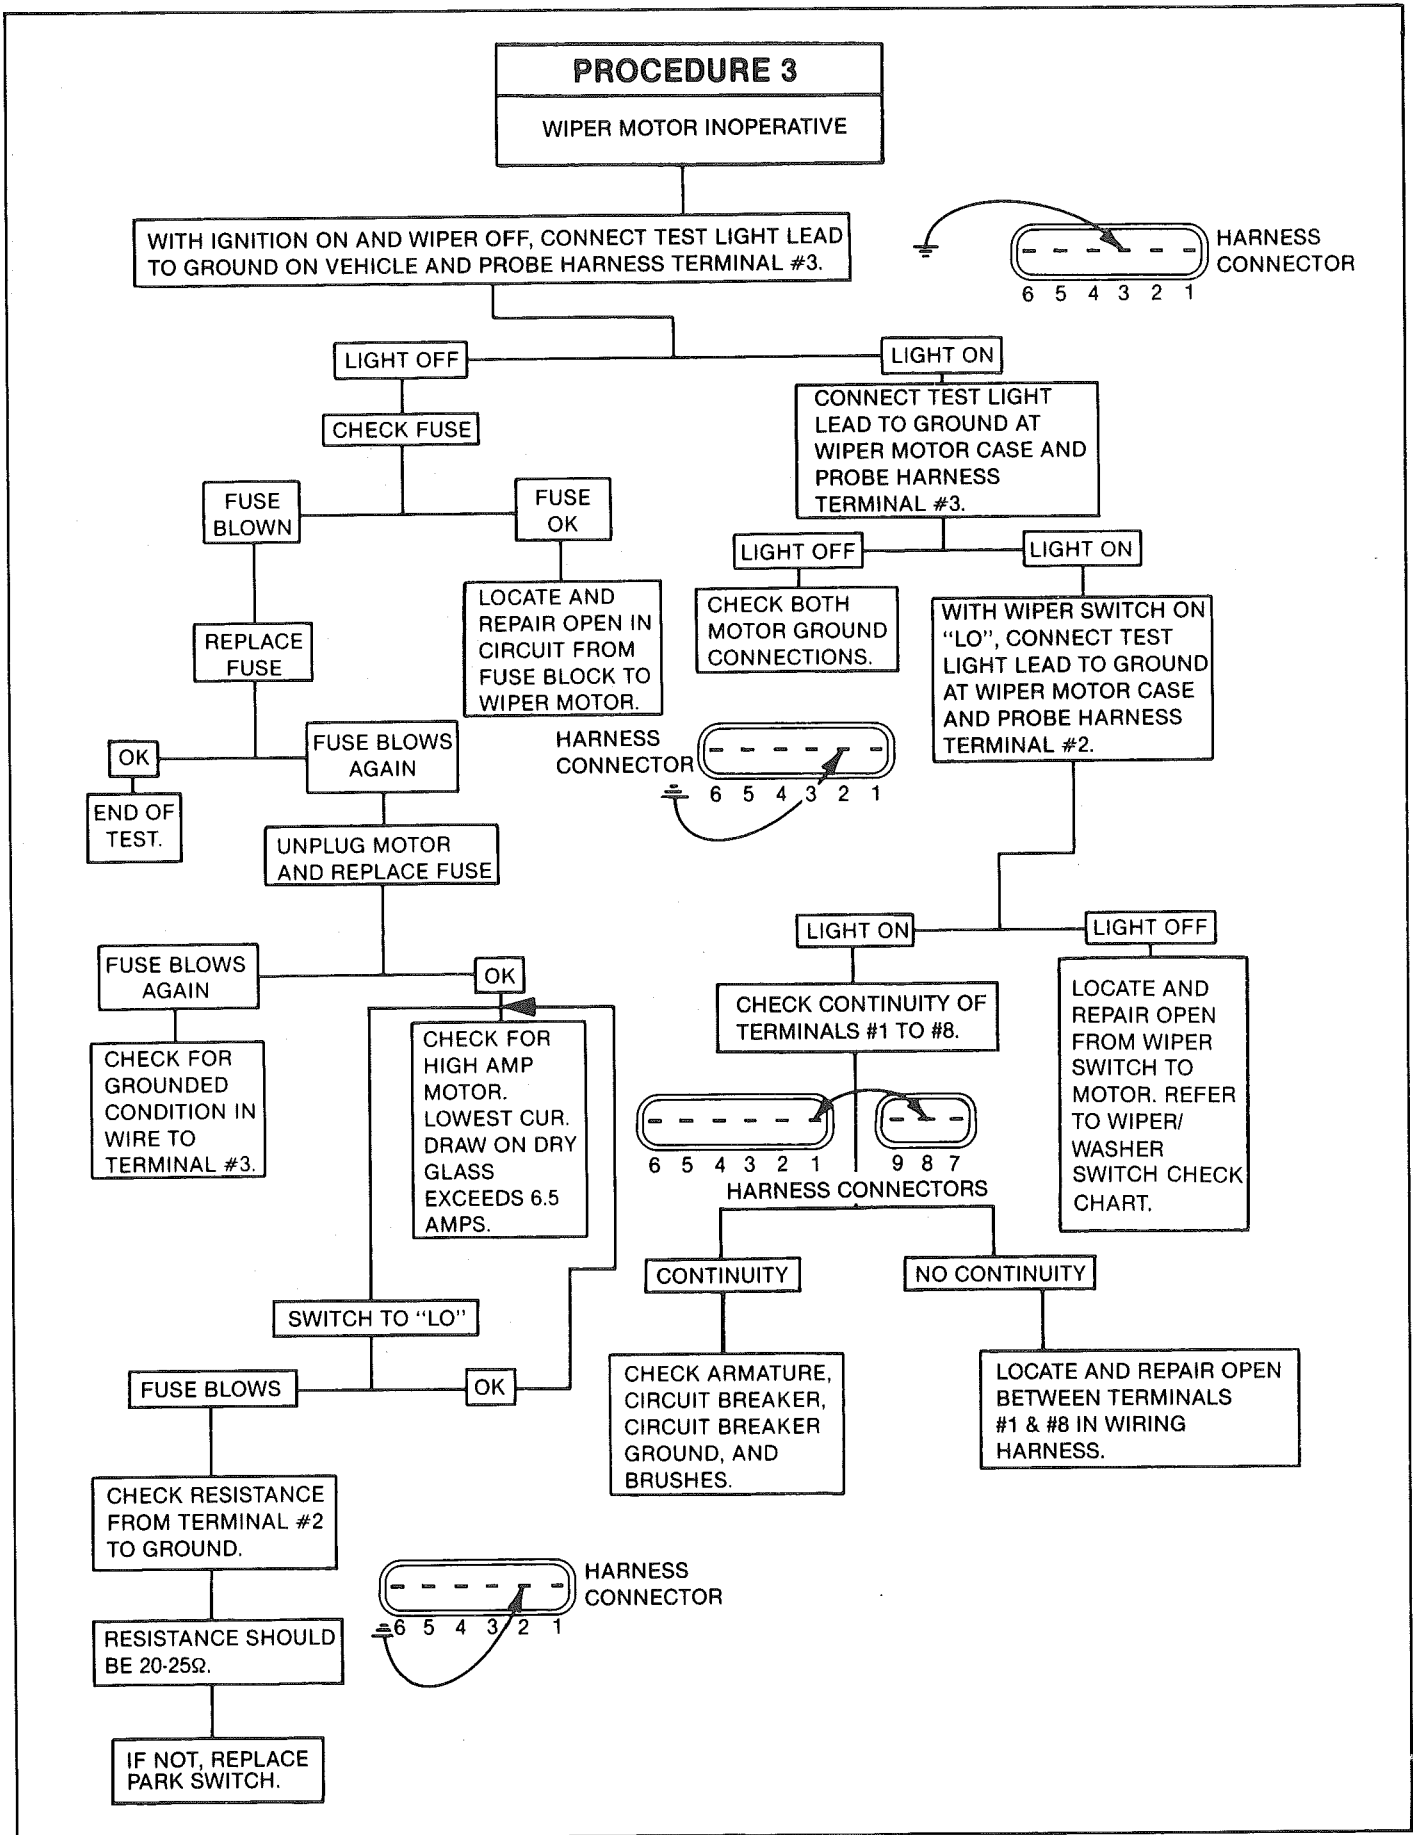 PROCEDURE 3
WIPER MOTOR INOPERATIVE
WITH IGNITION ON AND WIPER OFF, CONNECT TEST LIGHT LEAD
TO GROUND ON VEHICLE AND PROBE HARNESS TERMINAL #3.
HARNESS
CONNECTOR
6 5 4 3 2 1
LIGHT OFF
LIGHT ON
CHECK FUSE
CONNECT TEST LIGHT
LEAD TO GROUND AT
WIPER MOTOR CASE AND
PROBE HARNESS
TERMINAL #3.
FUSE
BLOWN
FUSE
OK
LIGHT OFF
LIGHT ON
REPLACE
FUSE
LOCATE AND
REPAIR OPEN IN
CIRCUIT FROM
FUSE BLOCK TO
WIPER MOTOR.
CHECK BOTH
MOTOR GROUND
CONNECTIONS.
WITH WIPER SWITCH ON
“LO”, CONNECT TEST
LIGHT LEAD TO GROUND
AT WIPER MOTOR CASE
AND PROBE HARNESS
TERMINAL #2.
OK
FUSE BLOWS
AGAIN
HARNESS
CONNECTOR
6 5 4 3 2 1
END OF
TEST.
UNPLUG MOTOR
AND REPLACE FUSE
LIGHT ON
LIGHT OFF
FUSE BLOWS
AGAIN
OK
CHECK FOR
GROUNDED
CONDITION IN
WIRE TO
TERMINAL #3.
CHECK FOR
HIGH AMP
MOTOR.
LOWEST CUR.
DRAW ON DRY
GLASS
EXCEEDS 6.5
AMPS.
CHECK CONTINUITY OF
TERMINALS #1 TO #8.
LOCATE AND
REPAIR OPEN
FROM WIPER
SWITCH TO
MOTOR. REFER
TO WIPER/
WASHER
SWITCH CHECK
CHART.
6 5 4 3 2 1
9 8 7
HARNESS CONNECTORS
CONTINUITY
NO CONTINUITY
SWITCH TO “LO”
FUSE BLOWS
OK
CHECK ARMATURE,
CIRCUIT BREAKER,
CIRCUIT BREAKER
GROUND, AND
BRUSHES.
LOCATE AND REPAIR OPEN
BETWEEN TERMINALS
#1 & #8 IN WIRING
HARNESS.
CHECK RESISTANCE
FROM TERMINAL #2
TO GROUND.
HARNESS
CONNECTOR
6 5 4 3 2 1
RESISTANCE SHOULD
BE 20-25Ω.
IF NOT, REPLACE
PARK SWITCH.